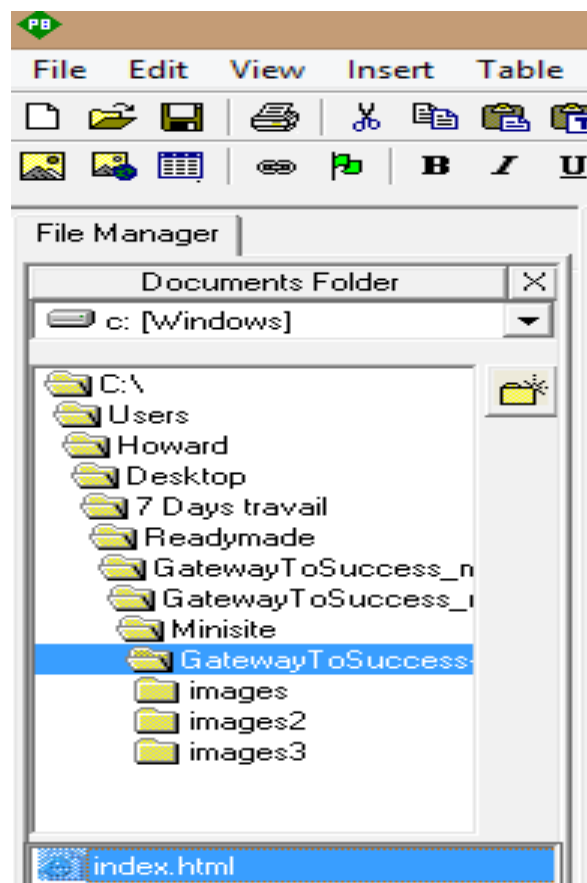 PB
File Edit View Insert Table
B I U
File Manager
Documents Folder
c: [Windows]
C:\
Users
Howard
Desktop
7 Days travail
Readymade
GatewayToSuccess_
GatewayToSuccess_
Minisite
GatewayToSuccess-
images
images2
images3
index.html